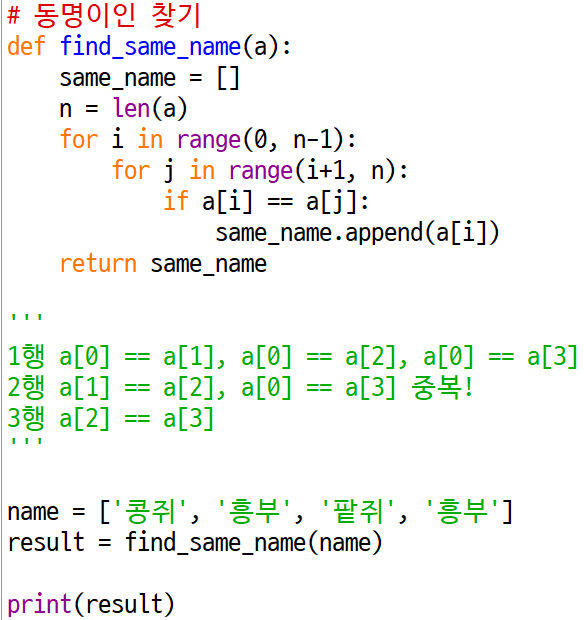 # 동명이인 찾기
def find_same_name(a):
    same_name = []
    n = len(a)
    for i in range(0, n-1):
        for j in range(i+1, n):
            if a[i] == a[j]:
                same_name.append(a[i])
    return same_name
'''
1행 a[0] == a[1], a[0] == a[2], a[0] == a[3]
2행 a[1] == a[2], a[0] == a[3] 중복!
3행 a[2] == a[3]
'''
name = ['콩쥐', '흥부', '팥쥐', '흥부']
result = find_same_name(name)
print(result)